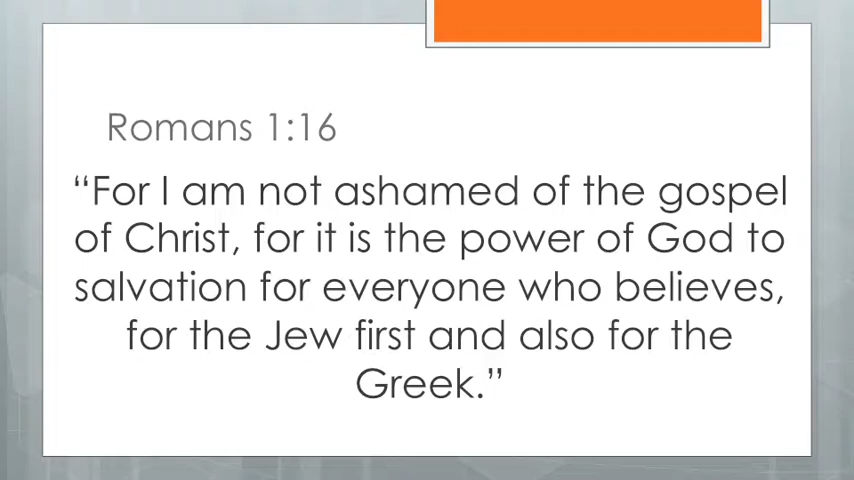 Romans 1:16
“For I am not ashamed of the gospel
of Christ, for it is the power of God to
salvation for everyone who believes,
for the Jew first and also for the
Greek.”